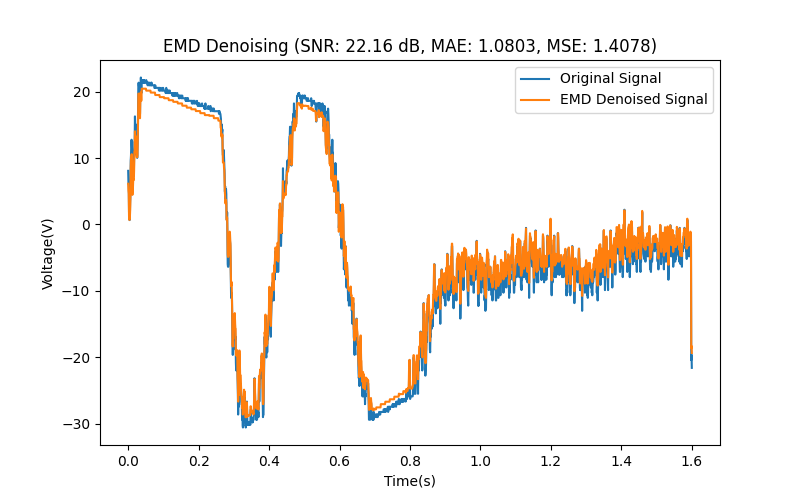 EMD Denoising (SNR: 22.16 dB, MAE: 1.0803, MSE: 1.4078)
Original Signal
EMD Denoised Signal
Voltage(V)
20
10
0
−10
−20
−30
0.0 0.2 0.4 0.6 0.8 1.0 1.2 1.4 1.6
Time(s)